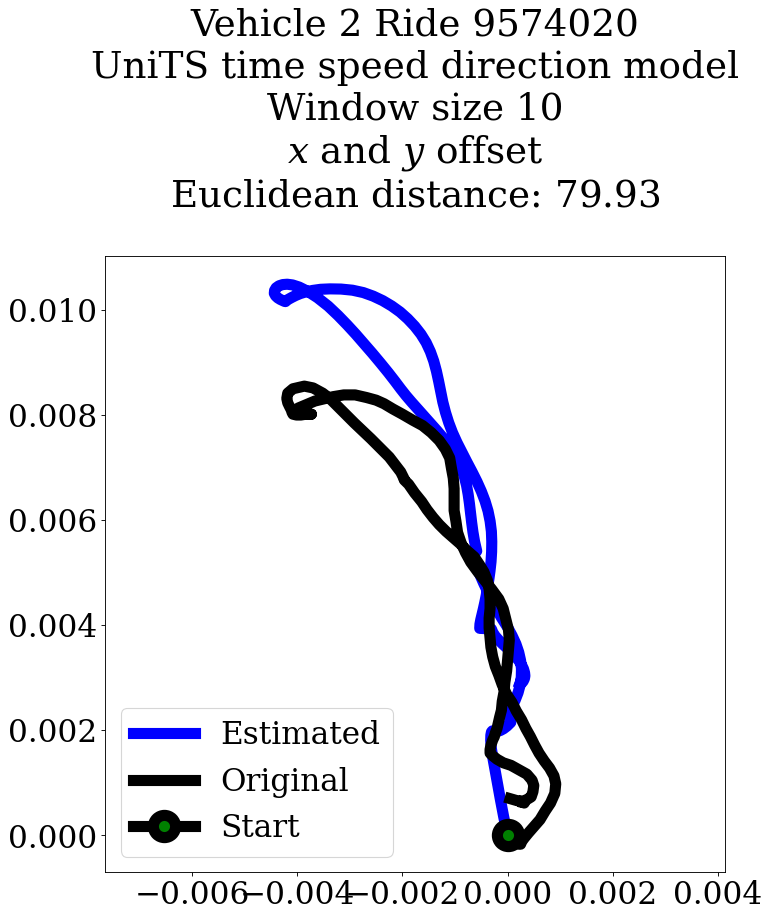 Vehicle 2 Ride 9574020
UniTS time speed direction model
Window size 10
x and y offset
Euclidean distance: 79.93
0.010
0.008
0.006
0.004
0.002
0.000
Estimated
Original
Start
−0.006 −0.004 −0.002 0.000 0.002 0.004